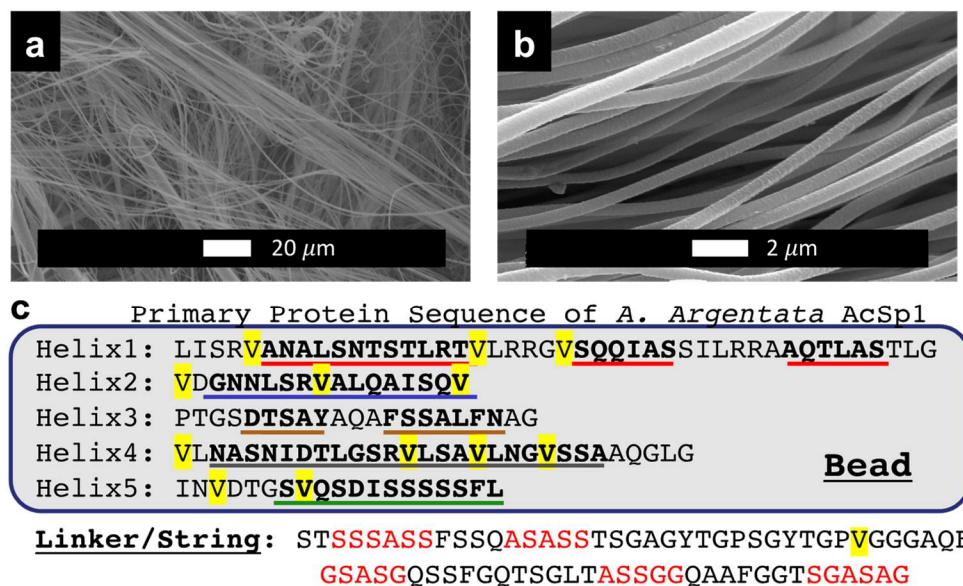 a
b
20 μm
2 μm
c
Primary Protein Sequence of A. Argentata AcSp1
Helix1: LISRVANALSNTSTLRTVLRRGVSQQIASSILRRAAQTLASTLG
Helix2: VDGNNLSRVALQAISQV
Helix3: PTGSDTSAYAQAFSSALFNAG
Helix4: VLNASNIDTLGSRVLSAVLNGVSSAAQGLG
Helix5: INVDTGSVQSDISSSSSFL
Bead
Linker/String: STSSSASSFSSQASASSTSGAGYTGPSGYTGPVGGGAQF
GSASGQSSFGQTSGLTASSGGQAAFGGTSGASAG